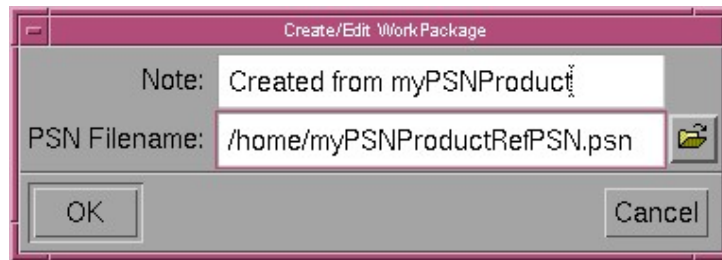 Create/Edit WorkPackage
Note: Created from myPSNProduct
PSN Filename: /home/myPSNProductRefPSN.psn
OK Cancel